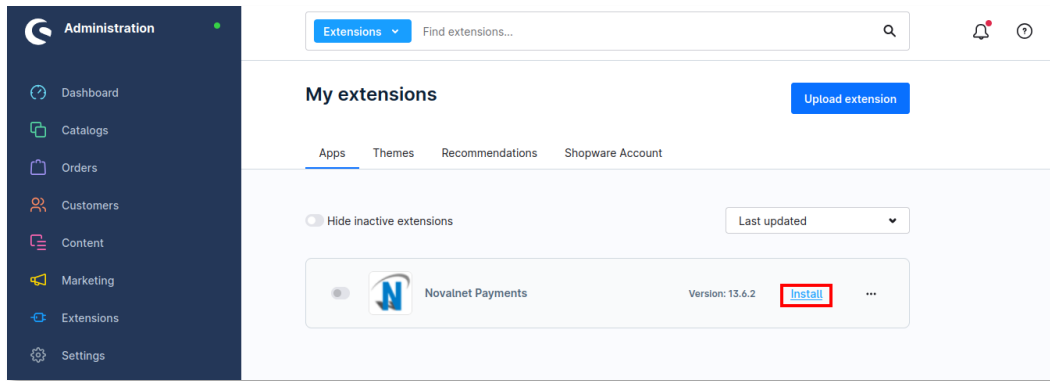 Administration
Dashboard
Catalogs
Orders
Customers
Content
Marketing
Extensions
Settings
Extensions Find extensions...
My extensions
Upload extension
Apps Themes Recommendations Shopware Account
Hide inactive extensions Last updated
N Novalnet Payments Version: 13.6.2 Install ...